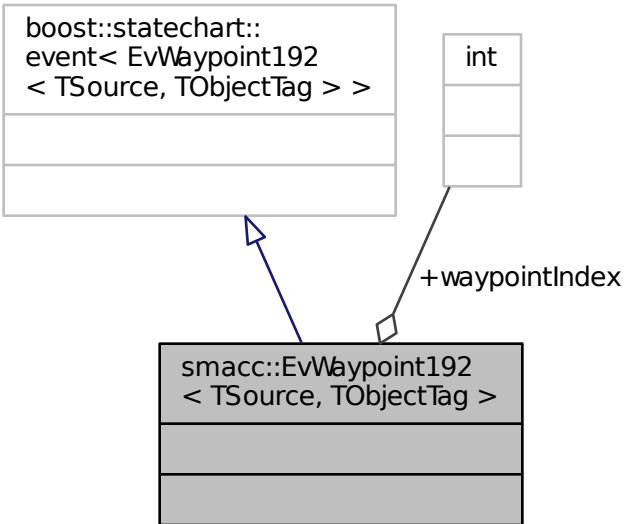 boost::statechart::
event< EvWaypoint192
< TSource, TObjectTag > >
int
+waypointIndex
smacc::EvWaypoint192
< TSource, TObjectTag >